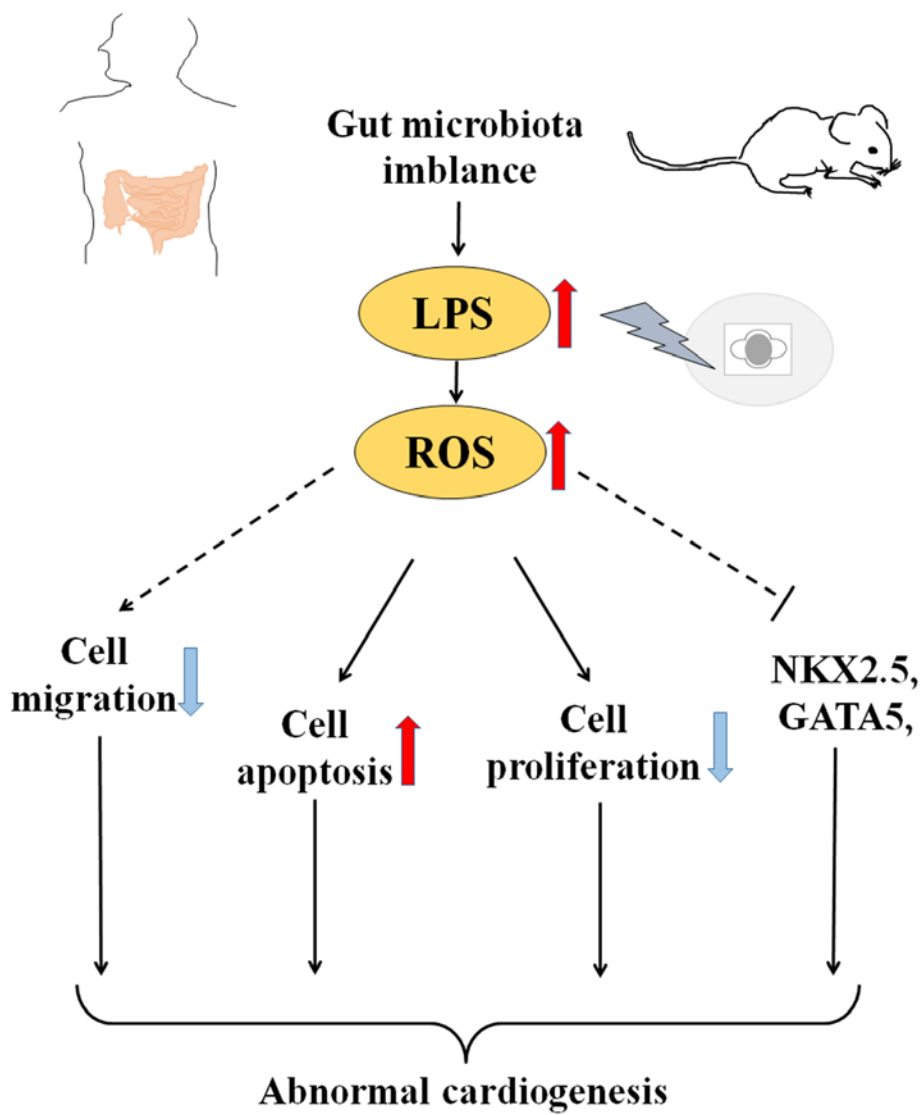 Gut microbiota
imblance
LPS
ROS
Cell
migration
Cell
apoptosis
Cell
proliferation
NKX2.5,
GATA5,
Abnormal cardiogenesis